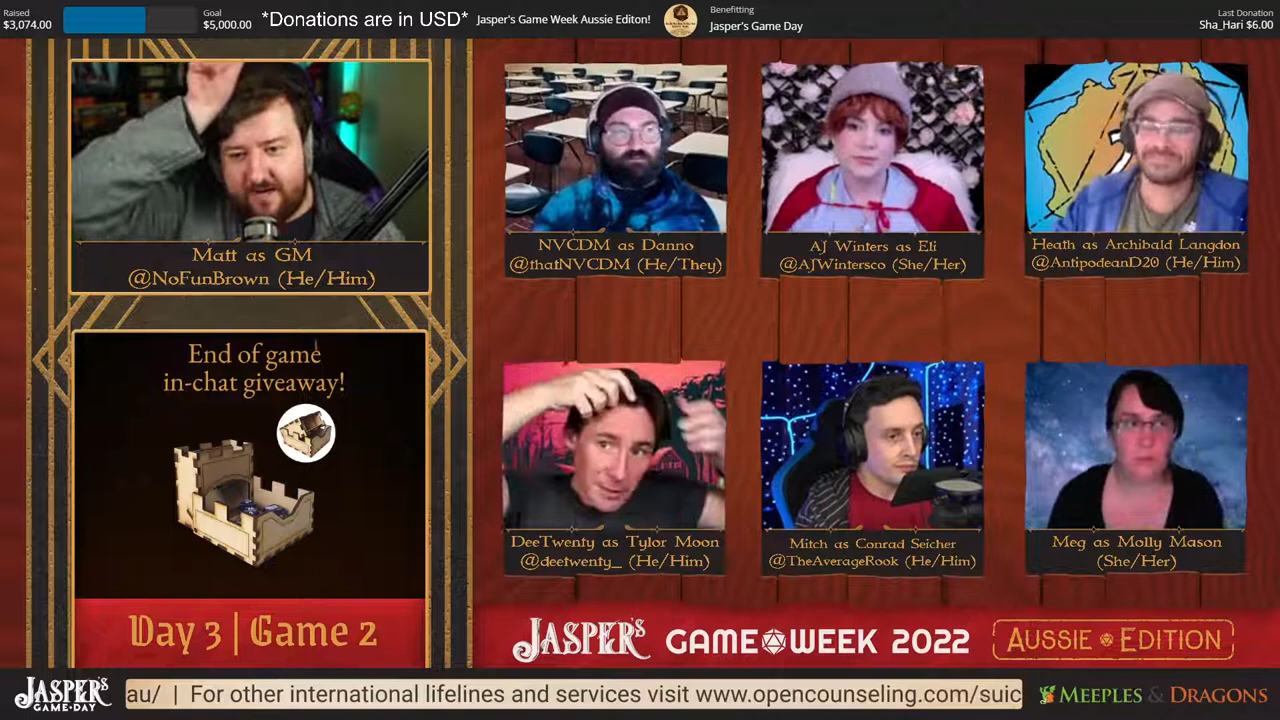 Raised
$3,074.00
Goal
$5,000.00
*Donations are in USD*
Jasper's Game Week Aussie Editon!
Benefitting
Jasper's Game Day
Last Donation
Sha_Hari $6.00
Matt as GM
@NoFunBrown (He/Him)
NVCDM as Danno
@thatNVCDM (He/They)
AJ Winters as Eli
@AJWintersco (She/Her)
Heath as Archibald Langdon
@AntipodeanD20 (He/Him)
End of game
in-chat giveaway!
DeeTwenty as Tylor Moon
@deetwenty_ (He/Him)
Mitch as Conrad Seicher
@TheAverageRook (He/Him)
Meg as Molly Mason
(She/Her)
Day 3 | Game 2
JASPER'S GAME WEEK 2022
AUSSIE EDITION
JASPER'S
GAME·DAY
au/ | For other international lifelines and services visit www.opencounseling.com/suic
MEEPLES & DRAGONS